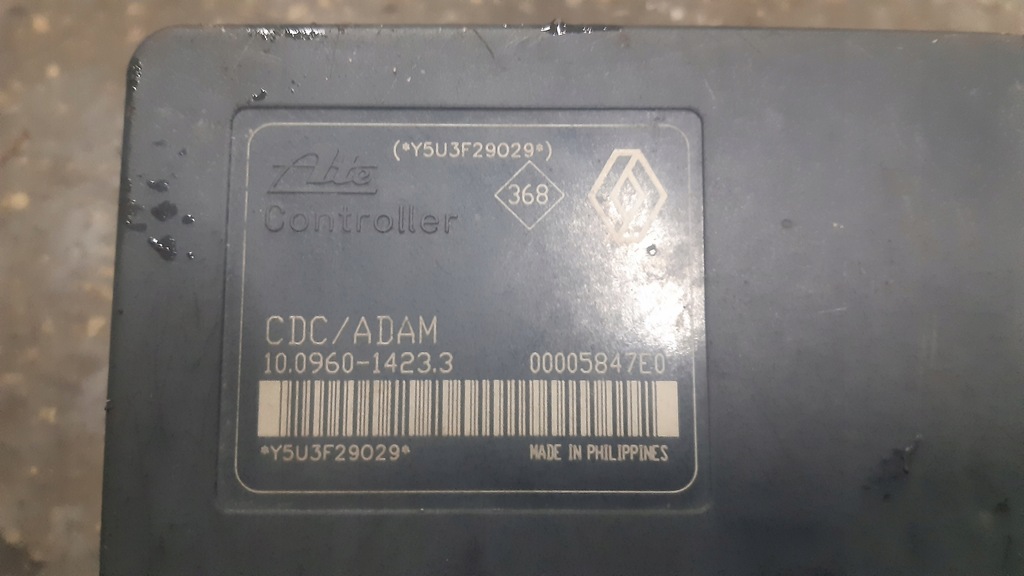 (*Y5U3F29029*)
Ate
368
Controller
CDC/ADAM
10.0960-1423.3 00005847E0
*Y5U3F29029*
MADE IN PHILIPPINES